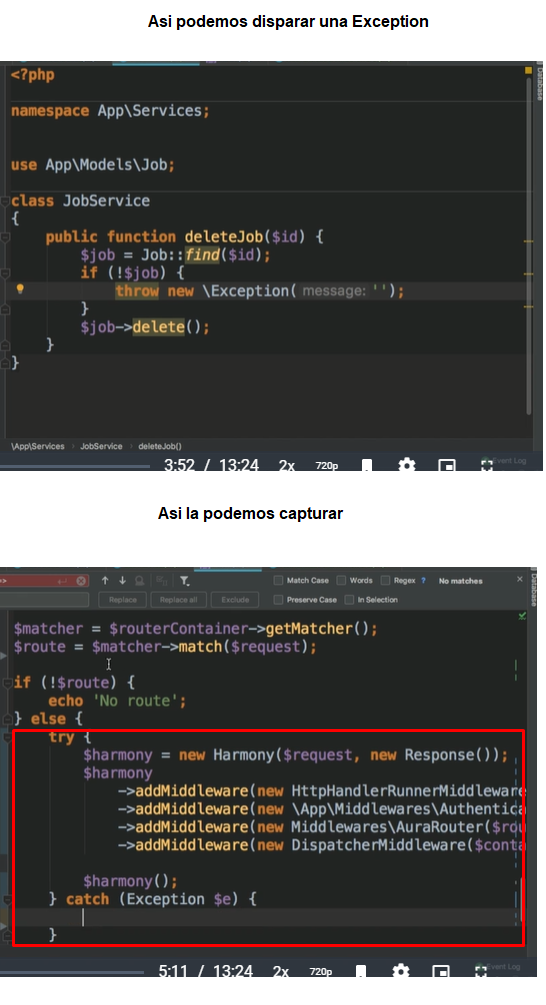 Asi podemos disparar una Exception
Database
<?php
namespace App\Services;
use App\Models\Job;
class JobService
{
public function deleteJob($id) {
$job = Job::find($id);
if (!$job) {
throw new \Exception( message: '');
}
$job->delete();
}
}
\App\Services › JobService › deleteJob()
3:52 / 13:24 2x 720p
Event Log
Asi la podemos capturar
Match Case Words Regex ? No matches
Replace Replace all Exclude Preserve Case In Selection
Database
$matcher = $routerContainer->getMatcher();
$route = $matcher->match($request);
if (!$route) {
echo 'No route';
} else {
try {
$harmony = new Harmony($request, new Response());
$harmony
->addMiddleware(new HttpHandlerRunnerMiddleware
->addMiddleware(new \App\Middlewares\Authentica
->addMiddleware(new Middlewares\AuraRouter($rou
->addMiddleware(new DispatcherMiddleware($conta
$harmony();
} catch (Exception $e) {
}
5:11 / 13:24 2x 720p
Event Log